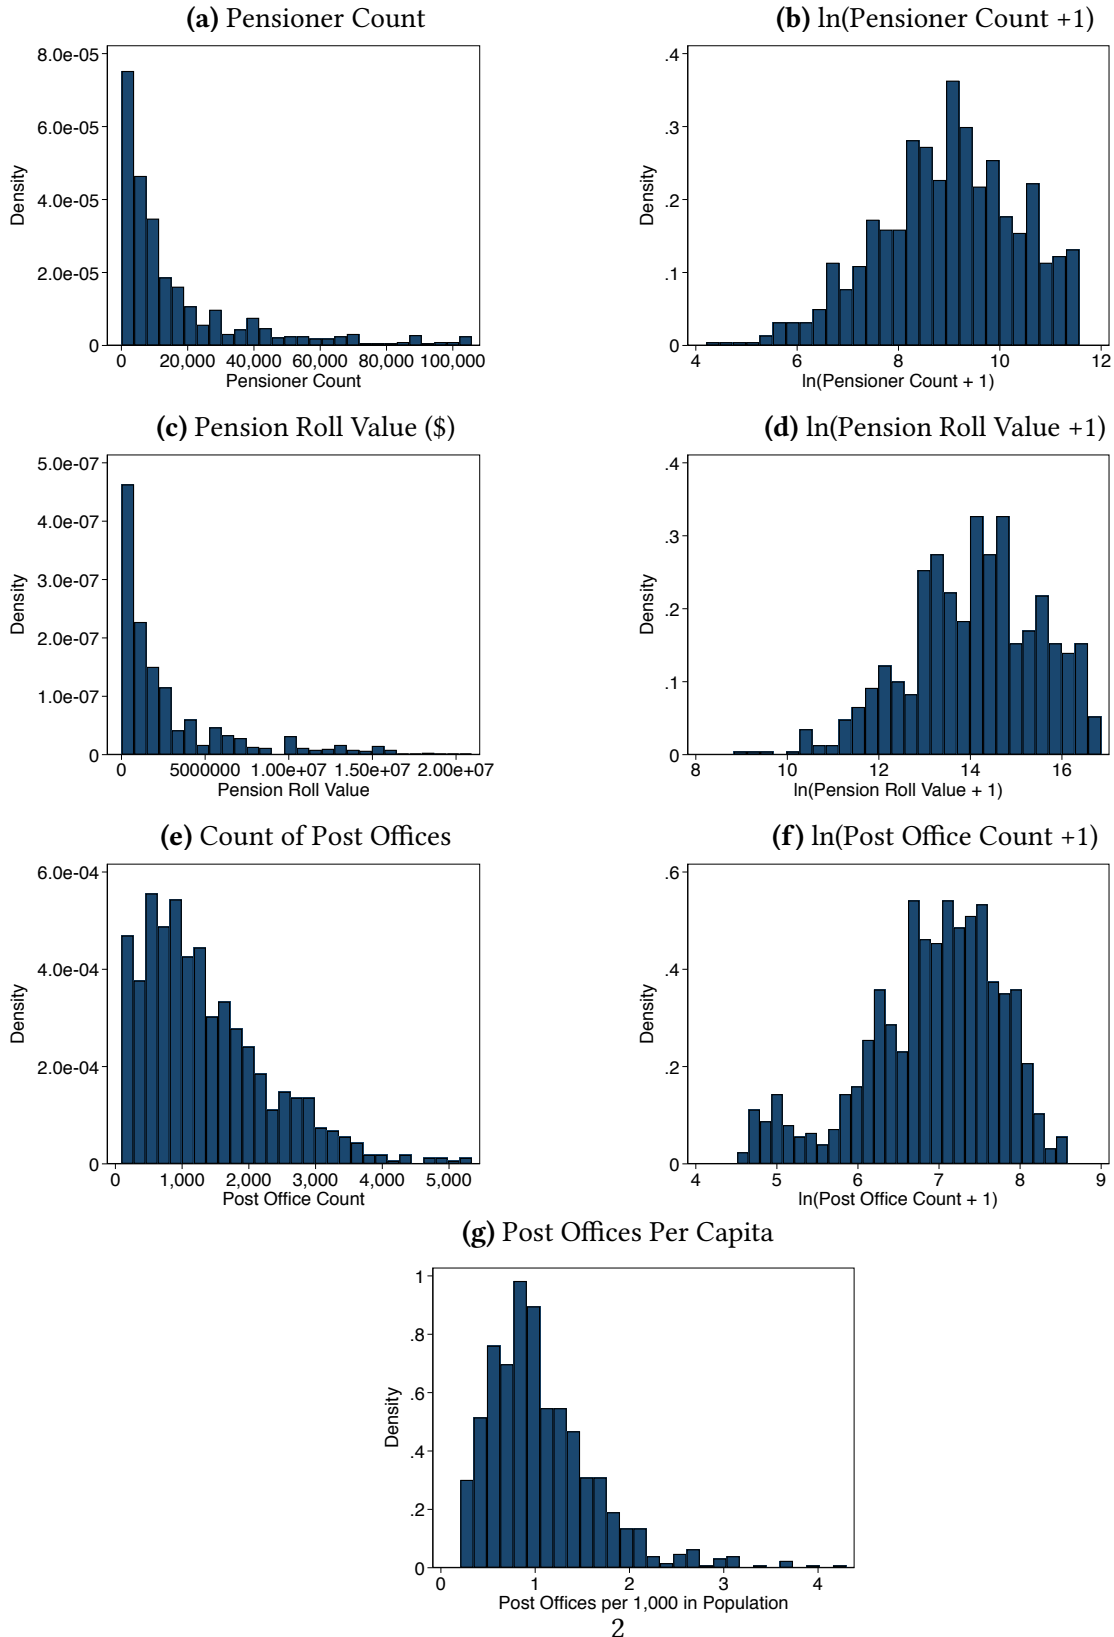 (a) Pensioner Count
8.0e-05
6.0e-05
4.0e-05
2.0e-05
0
Density
0 20,000 40,000 60,000 80,000 100,000
Pensioner Count
(b) ln(Pensioner Count +1)
.4
.3
.2
.1
0
Density
4 6 8 10 12
ln(Pensioner Count + 1)
(c) Pension Roll Value ($)
5.0e-07
4.0e-07
3.0e-07
2.0e-07
1.0e-07
0
Density
0 5000000 1.00e+07 1.50e+07 2.00e+07
Pension Roll Value
(d) ln(Pension Roll Value +1)
.4
.3
.2
.1
0
Density
8 10 12 14 16
ln(Pension Roll Value + 1)
(e) Count of Post Offices
6.0e-04
4.0e-04
2.0e-04
0
Density
0 1,000 2,000 3,000 4,000 5,000
Post Office Count
(f) ln(Post Office Count +1)
.6
.4
.2
0
Density
4 5 6 7 8 9
ln(Post Office Count + 1)
(g) Post Offices Per Capita
1
.8
.6
.4
.2
0
Density
0 1 2 3 4
Post Offices per 1,000 in Population
2